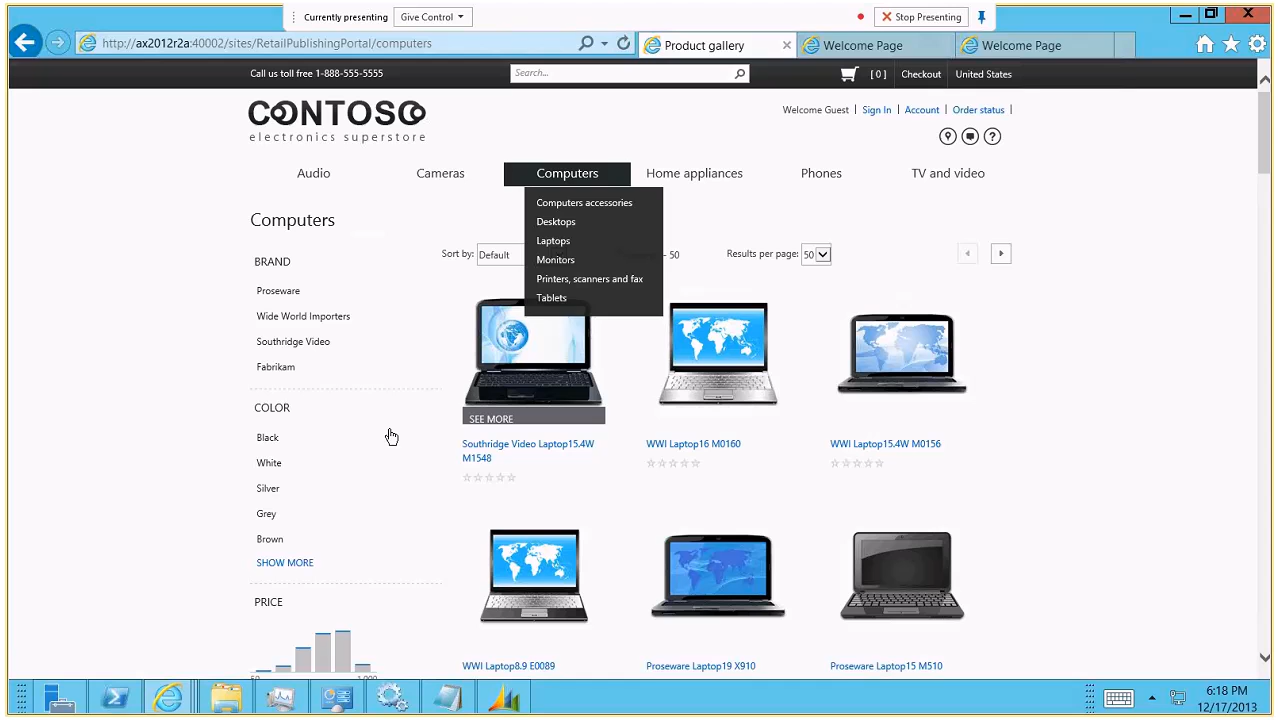 Currently presenting
Give Control
Stop Presenting
http://ax2012r2a:40002/sites/RetailPublishingPortal/computers
Product gallery
Welcome Page
Welcome Page
Call us toll free 1-888-555-5555
Search...
[ 0 ]
Checkout
United States
CONTOSO
electronics superstore
Welcome Guest
Sign In
Account
Order status
Audio
Cameras
Computers
Home appliances
Phones
TV and video
Computers accessories
Desktops
Laptops
Monitors
Printers, scanners and fax
Tablets
Computers
Sort by:
Default
- 50
Results per page:
50
BRAND
Proseware
Wide World Importers
Southridge Video
Fabrikam
COLOR
Black
White
Silver
Grey
Brown
SHOW MORE
PRICE
SEE MORE
Southridge Video Laptop15.4W
M1548
WWI Laptop16 M0160
WWI Laptop15.4W M0156
WWI Laptop8.9 E0089
Proseware Laptop19 X910
Proseware Laptop15 M510
6:18 PM
12/17/2013